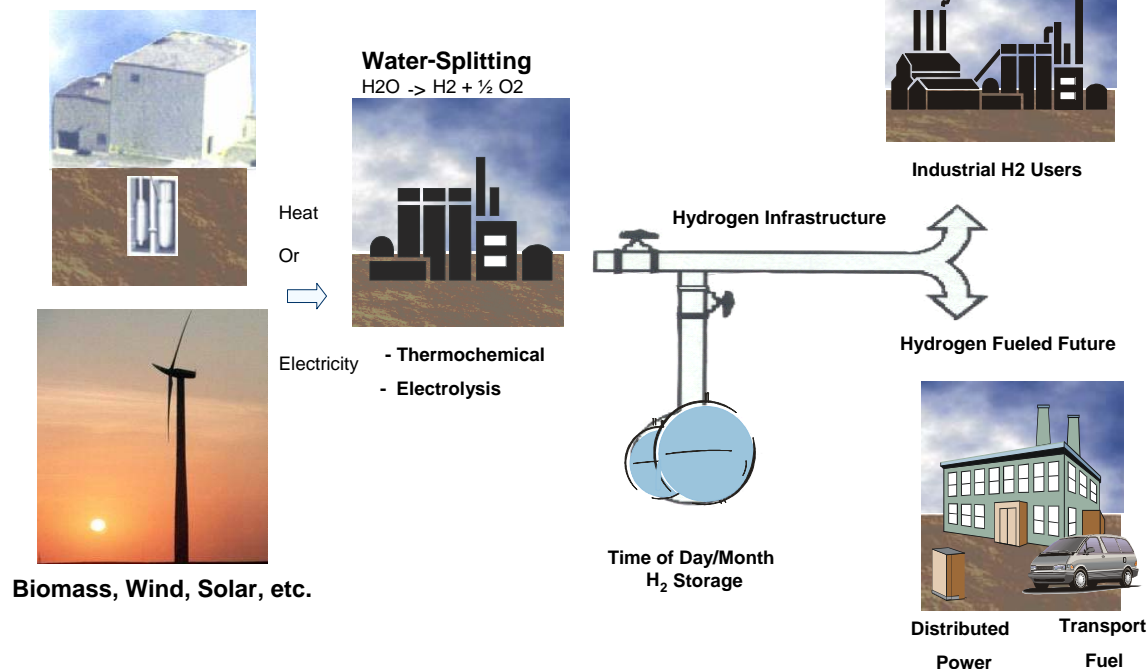 Water-Splitting
H2O -> H2 + ½ O2
Heat
Or
Electricity
- Thermochemical
- Electrolysis
Biomass, Wind, Solar, etc.
Hydrogen Infrastructure
Time of Day/Month
H₂ Storage
Industrial H2 Users
Hydrogen Fueled Future
Distributed
Power
Transport
Fuel